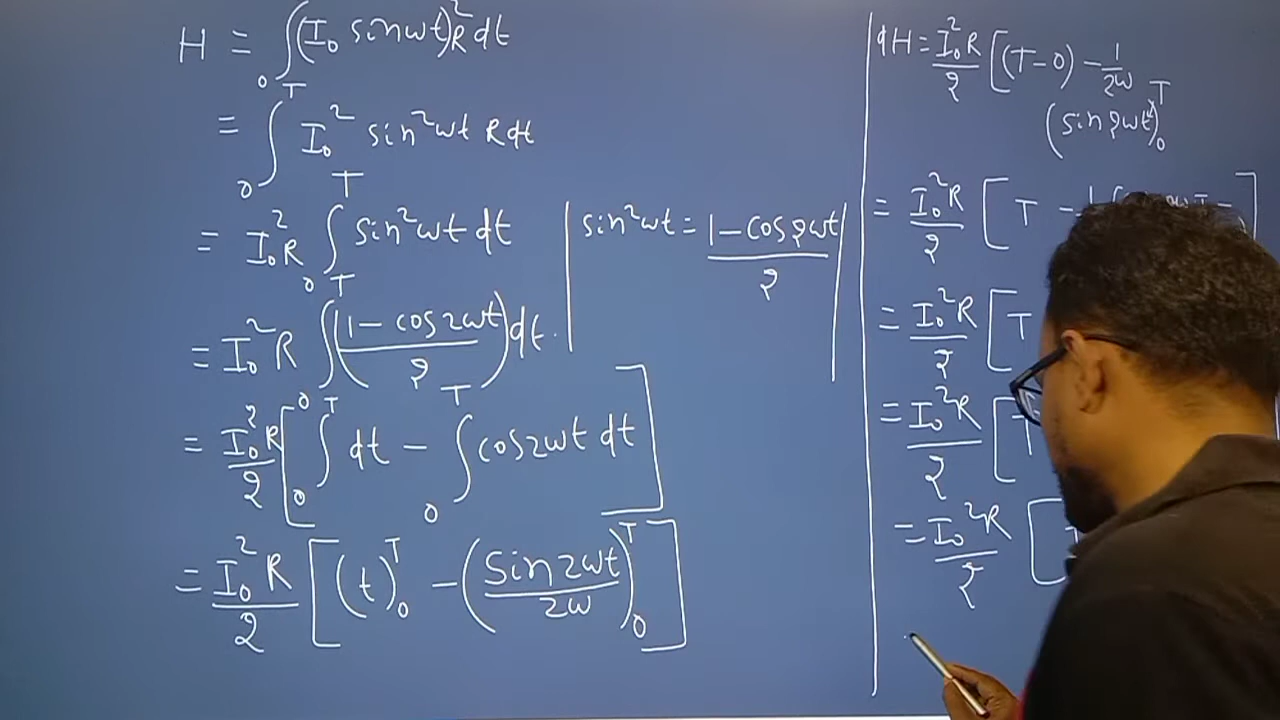 H = ∫₀ᵀ (I₀ sinωt)² R dt
= ∫₀ᵀ I₀² sin²ωt R dt
= I₀² R ∫₀ᵀ sin²ωt dt
= I₀² R ∫₀ᵀ ((1 – cos2ωt)/2) dt.
= I₀² R/2 [ ∫₀ᵀ dt – ∫₀ᵀ cos2ωt dt ]
= I₀² R/2 [ (t)₀ᵀ – (sin2ωt/2ω)₀ᵀ ]
sin²ωt = (1 – cos2ωt)/2
dH = I₀² R/2 [ (T – 0) – 1/2ω
(sin2ωt)₀ᵀ
= I₀² R/2 [ T –
= I₀² R/2 [ T
= I₀² R/2 [
= I₀² R/2 [